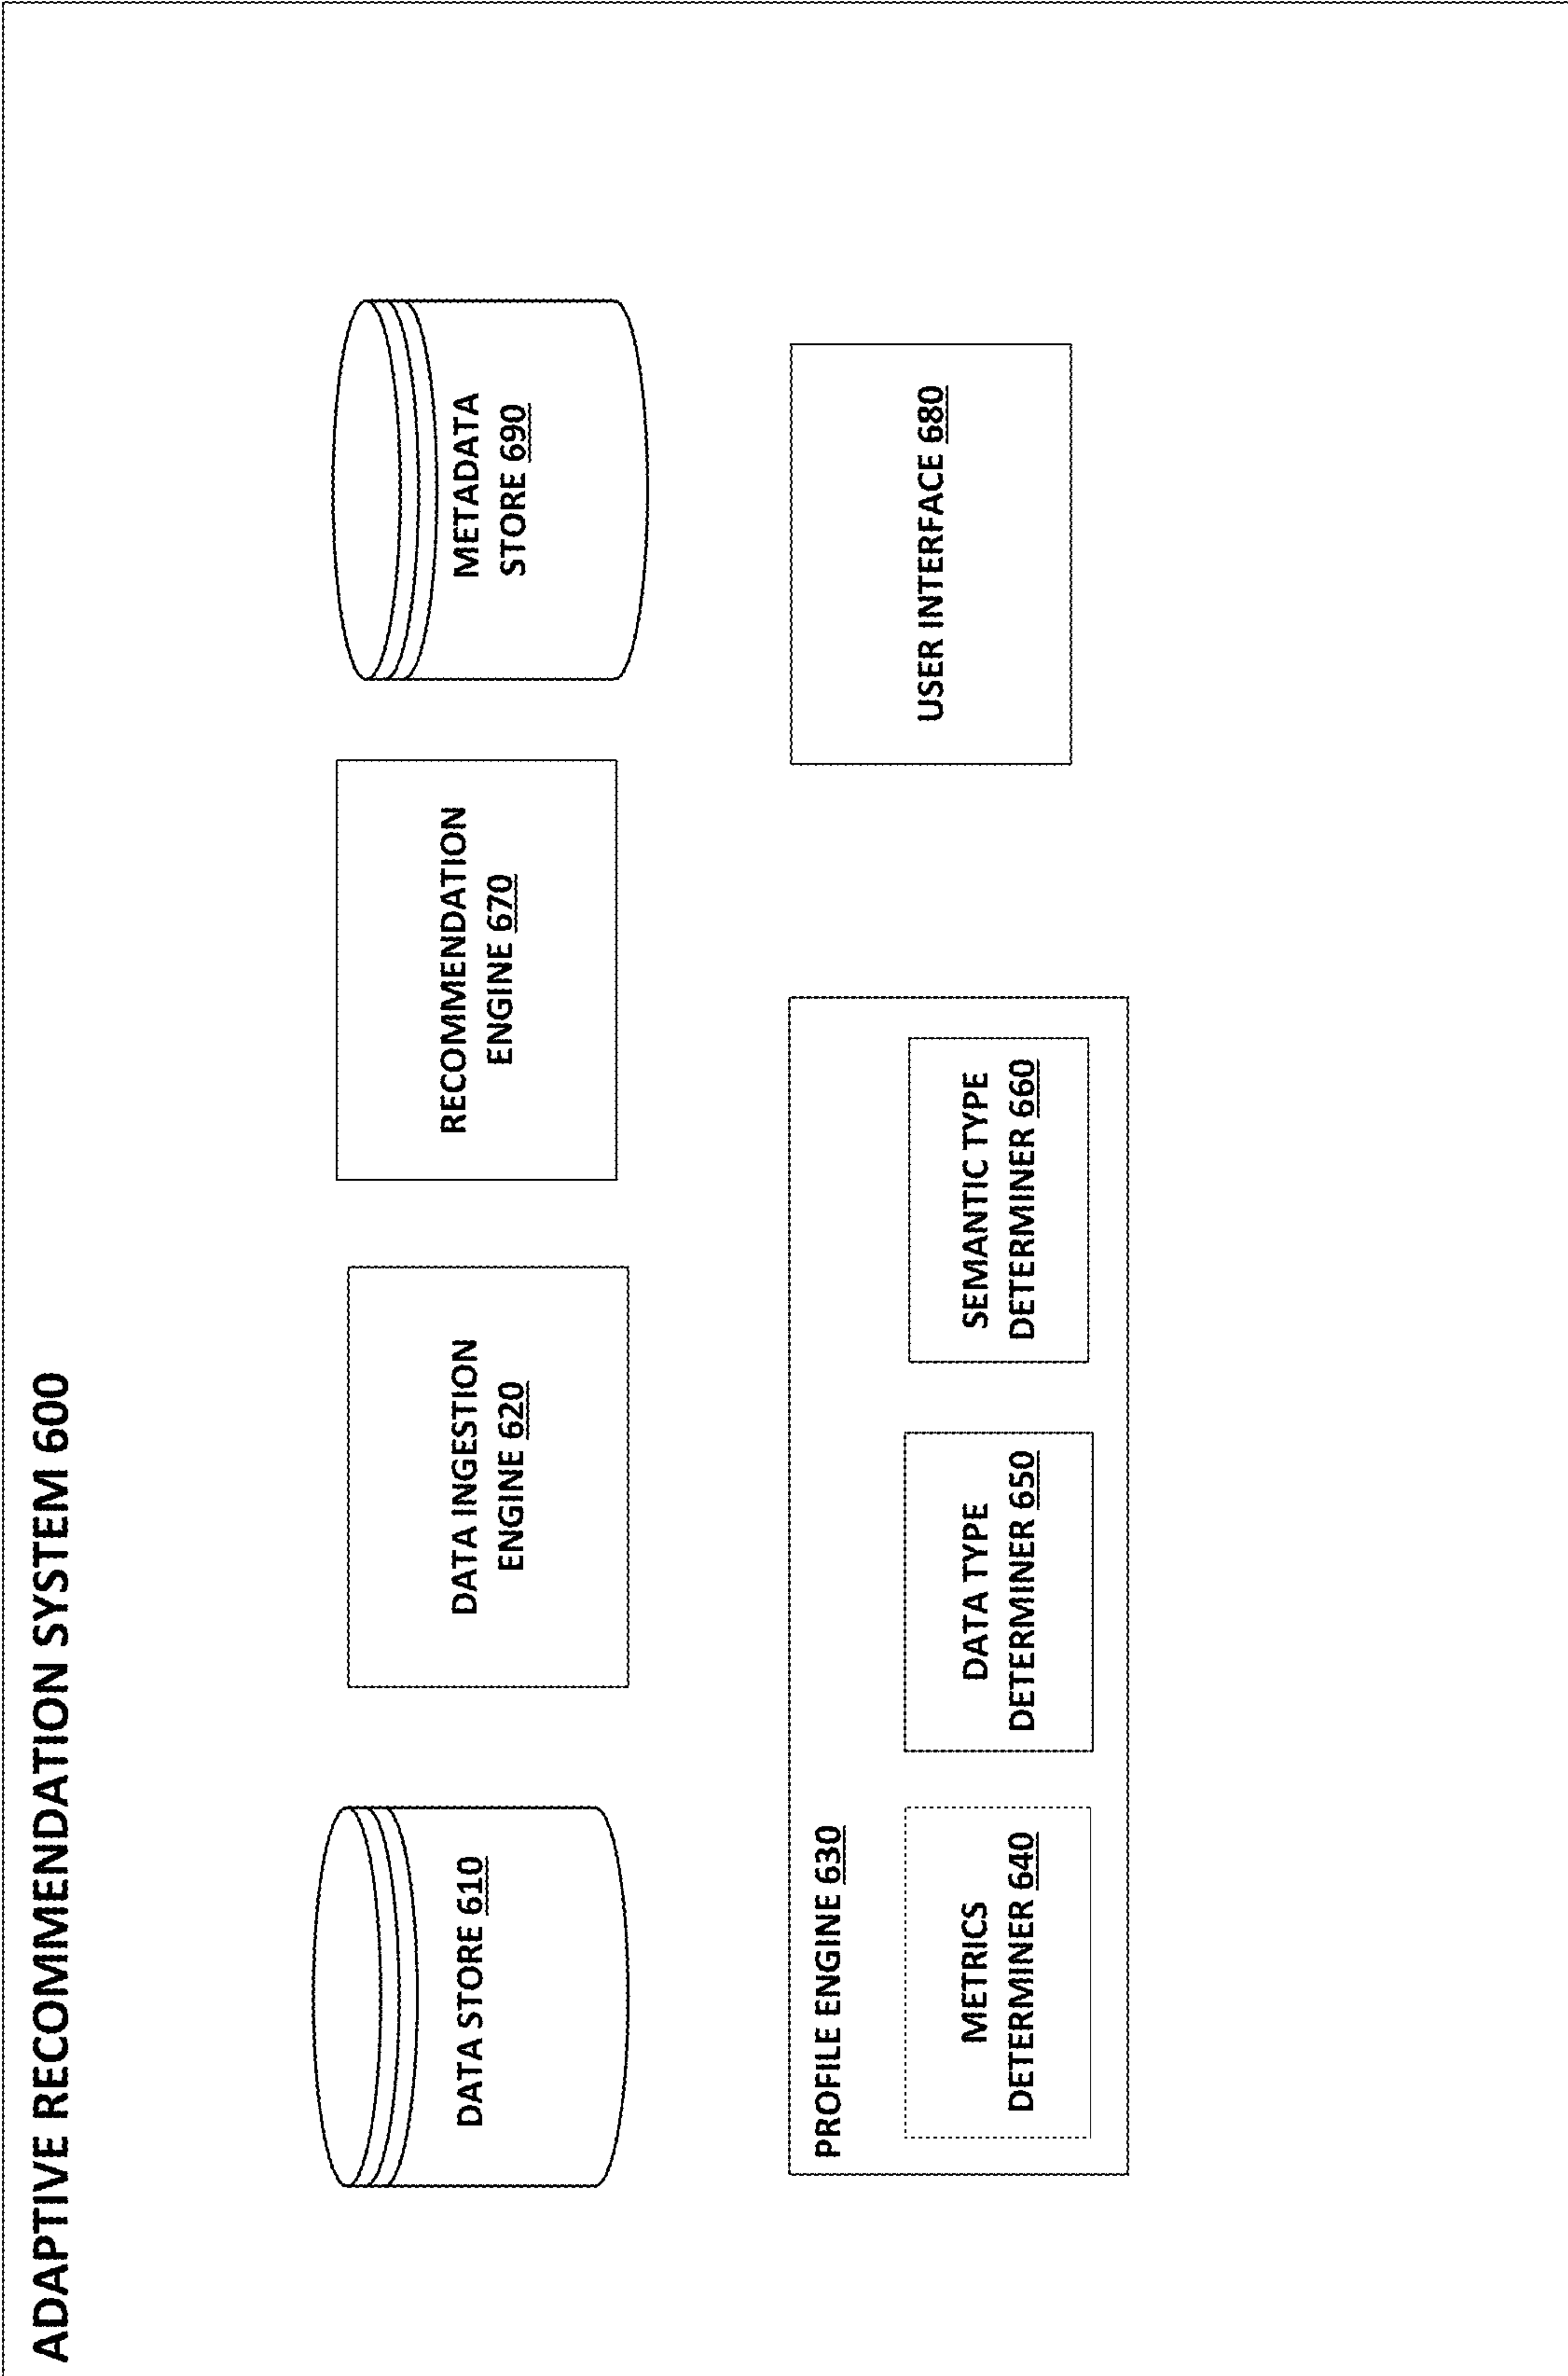 ADAPTIVE RECOMMENDATION SYSTEM 600
DATA STORE 610
DATA INGESTION
ENGINE 620
RECOMMENDATION
ENGINE 670
METADATA
STORE 690
PROFILE ENGINE 630
METRICS
DETERMINER 640
DATA TYPE
DETERMINER 650
SEMANTIC TYPE
DETERMINER 660
USER INTERFACE 680